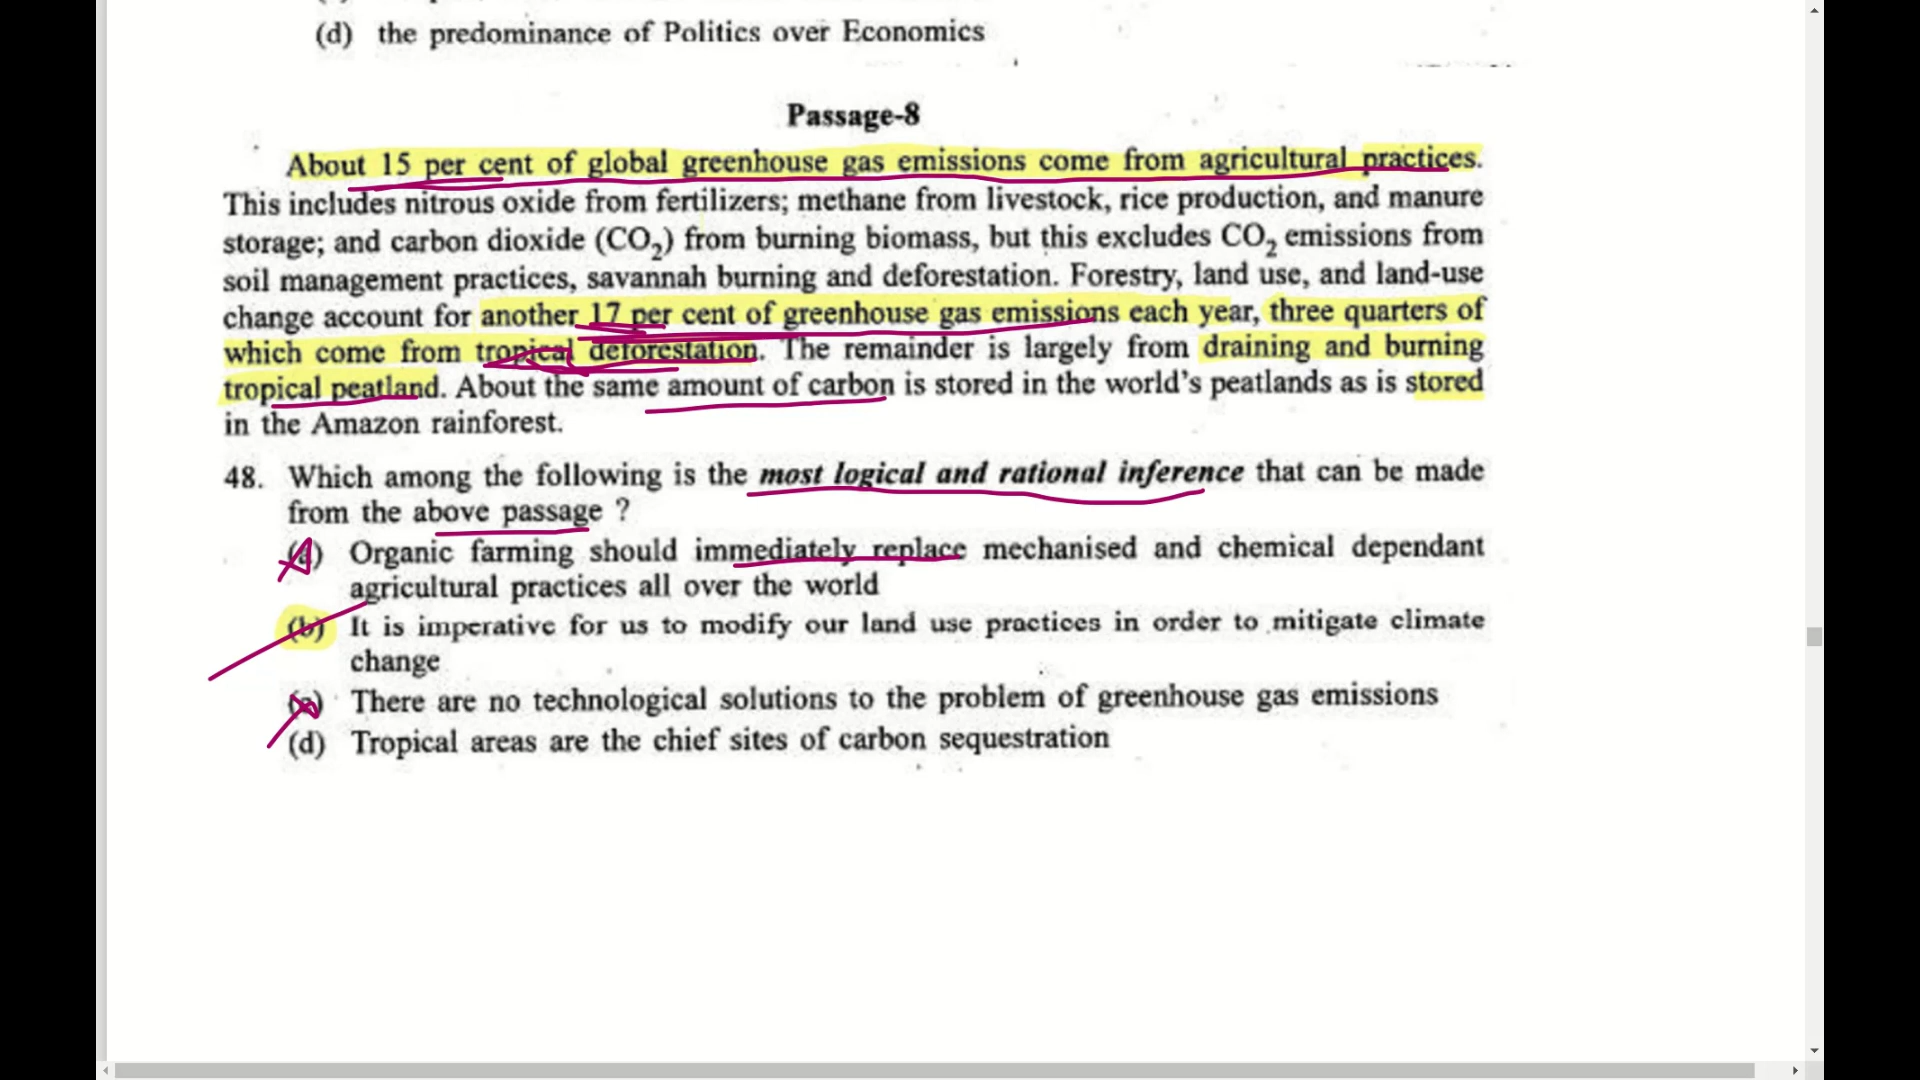 (d) the predominance of Politics over Economics
Passage-8
About 15 per cent of global greenhouse gas emissions come from agricultural practices.
This includes nitrous oxide from fertilizers; methane from livestock, rice production, and manure
storage; and carbon dioxide (CO₂) from burning biomass, but this excludes CO₂ emissions from
soil management practices, savannah burning and deforestation. Forestry, land use, and land-use
change account for another 17 per cent of greenhouse gas emissions each year, three quarters of
which come from tropical deforestation. The remainder is largely from draining and burning
tropical peatland. About the same amount of carbon is stored in the world's peatlands as is stored
in the Amazon rainforest.
48. Which among the following is the most logical and rational inference that can be made
from the above passage ?
(a) Organic farming should immediately replace mechanised and chemical dependant
agricultural practices all over the world
(b) It is imperative for us to modify our land use practices in order to mitigate climate
change
(c) There are no technological solutions to the problem of greenhouse gas emissions
(d) Tropical areas are the chief sites of carbon sequestration